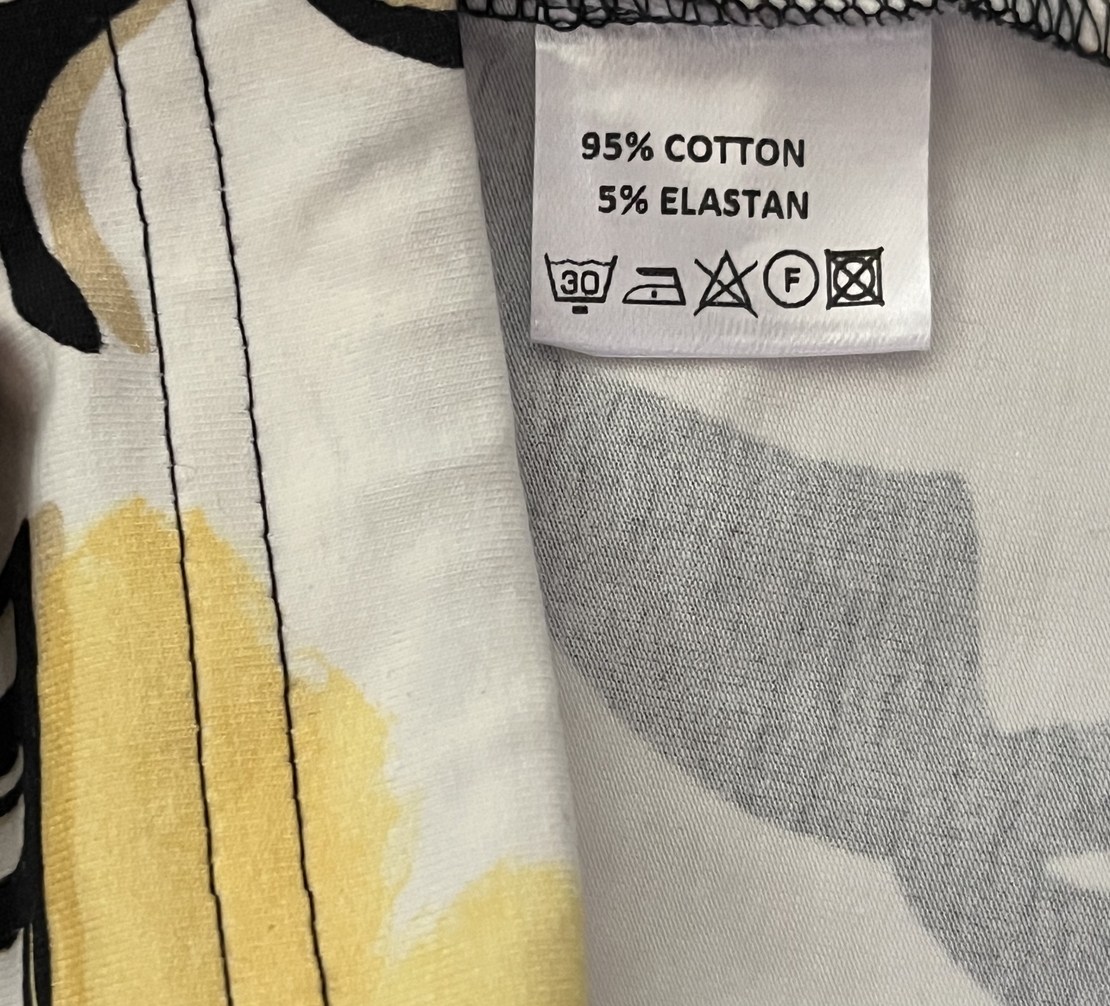 95% COTTON
5% ELASTAN
30 F